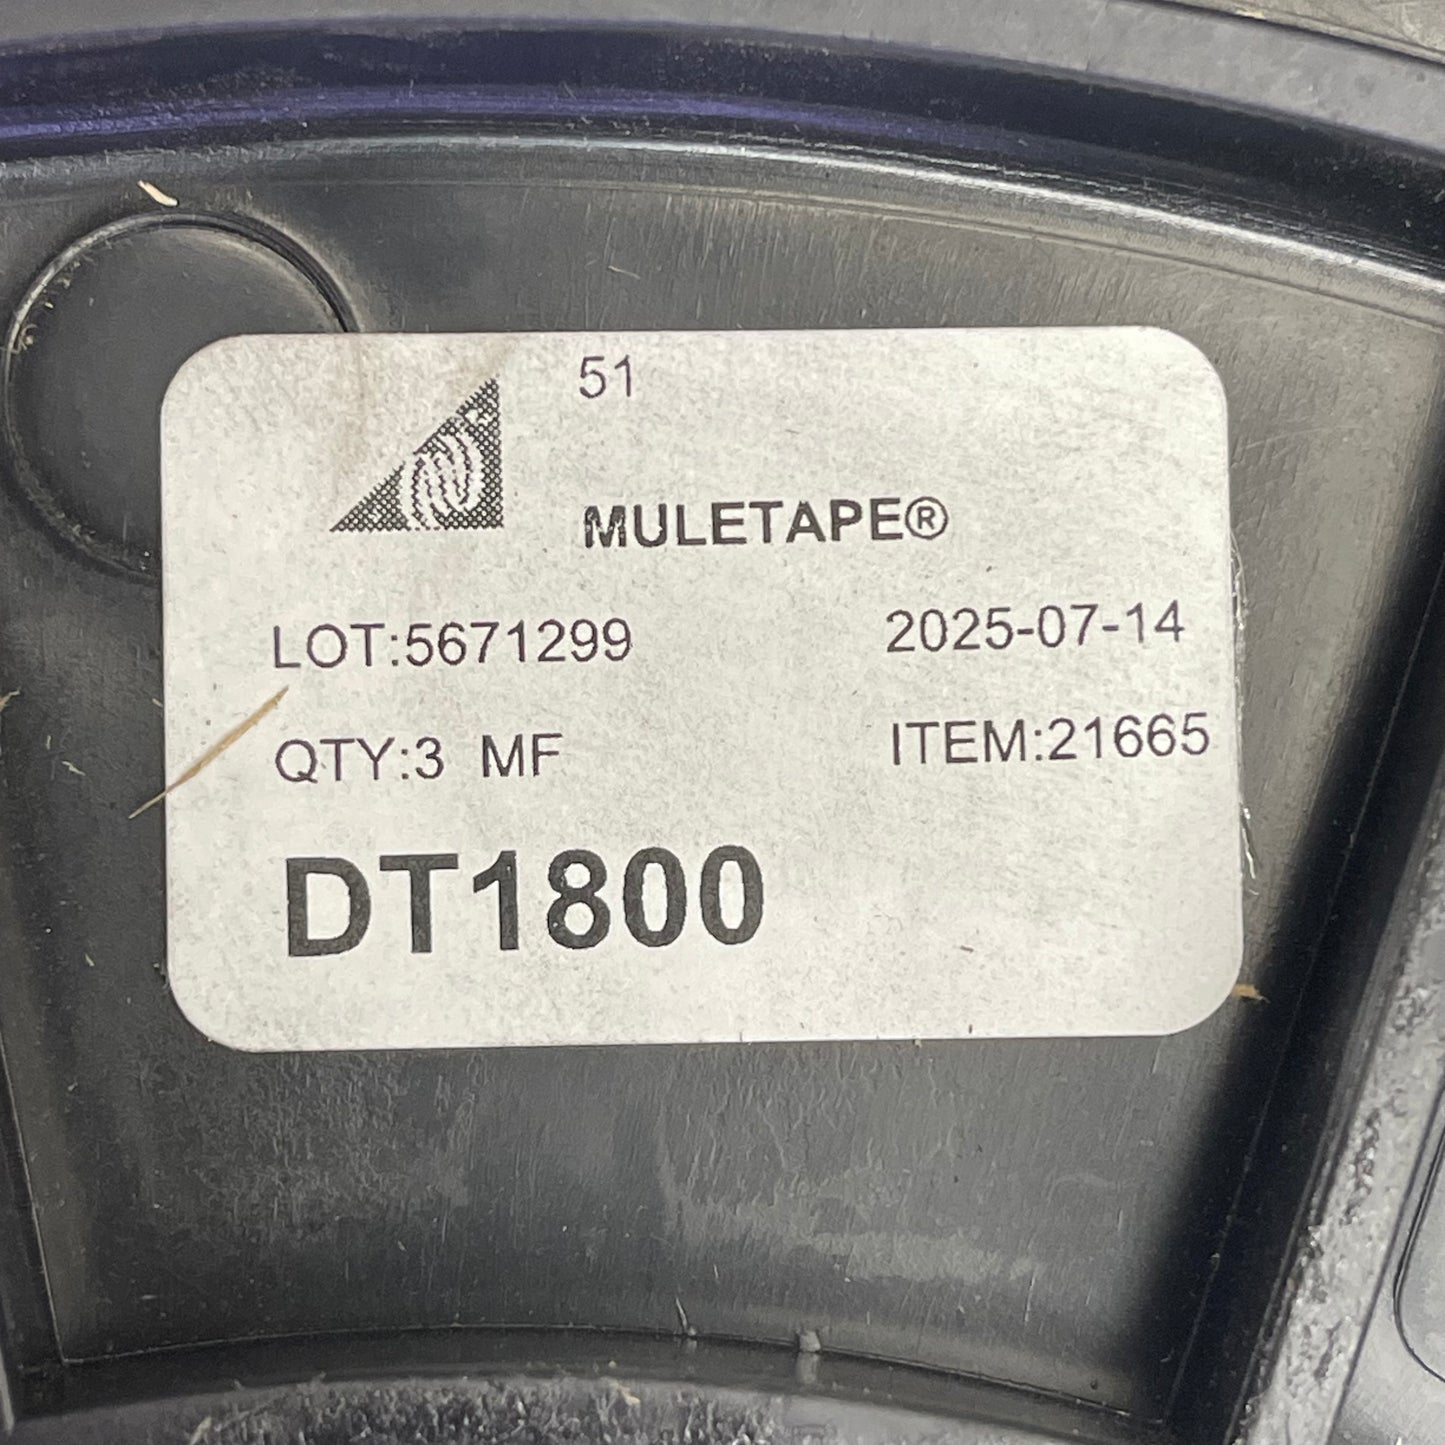 51
MULETAPE®
LOT:5671299 2025-07-14
QTY:3 MF ITEM:21665
DT1800